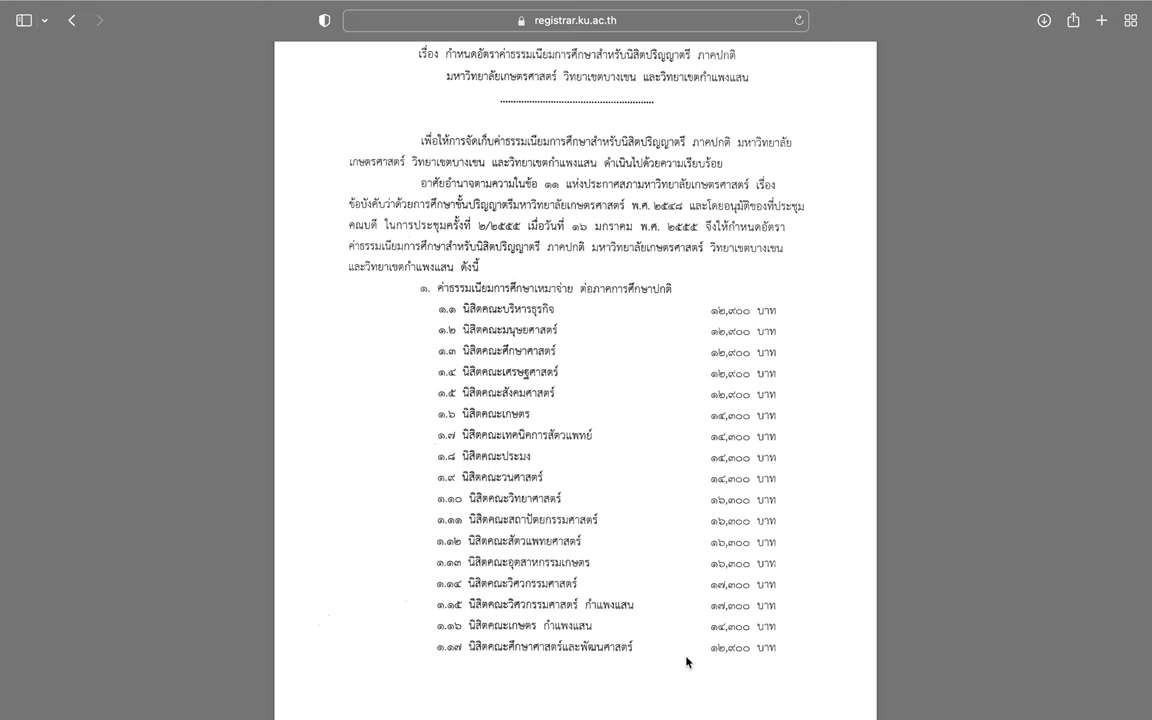 registrar.ku.ac.th
เรื่อง กำหนดอัตราค่าธรรมเนียมการศึกษาสำหรับนิสิตปริญญาตรี ภาคปกติ
มหาวิทยาลัยเกษตรศาสตร์ วิทยาเขตบางเขน และวิทยาเขตกำแพงแสน
เพื่อให้การจัดเก็บค่าธรรมเนียมการศึกษาสำหรับนิสิตปริญญาตรี ภาคปกติ มหาวิทยาลัย
เกษตรศาสตร์ วิทยาเขตบางเขน และวิทยาเขตกำแพงแสน ดำเนินไปด้วยความเรียบร้อย
อาศัยอำนาจตามความในข้อ ๑๑ แห่งประกาศสภามหาวิทยาลัยเกษตรศาสตร์ เรื่อง
ข้อบังคับว่าด้วยการศึกษาขั้นปริญญาตรีมหาวิทยาลัยเกษตรศาสตร์ พ.ศ. ๒๕๔๘ และโดยอนุมัติของที่ประชุม
คณบดี ในการประชุมครั้งที่ ๒/๒๕๕๕ เมื่อวันที่ ๑๖ มกราคม พ.ศ. ๒๕๕๕ จึงให้กำหนดอัตรา
ค่าธรรมเนียมการศึกษาสำหรับนิสิตปริญญาตรี ภาคปกติ มหาวิทยาลัยเกษตรศาสตร์ วิทยาเขตบางเขน
และวิทยาเขตกำแพงแสน ดังนี้
๑. ค่าธรรมเนียมการศึกษาเหมาจ่าย ต่อภาคการศึกษาปกติ
๑.๑ นิสิตคณะบริหารธุรกิจ ๑๒,๙๐๐ บาท
๑.๒ นิสิตคณะมนุษยศาสตร์ ๑๒,๙๐๐ บาท
๑.๓ นิสิตคณะศึกษาศาสตร์ ๑๒,๙๐๐ บาท
๑.๔ นิสิตคณะเศรษฐศาสตร์ ๑๒,๙๐๐ บาท
๑.๕ นิสิตคณะสังคมศาสตร์ ๑๒,๙๐๐ บาท
๑.๖ นิสิตคณะเกษตร ๑๔,๓๐๐ บาท
๑.๗ นิสิตคณะเทคนิคการสัตวแพทย์ ๑๔,๓๐๐ บาท
๑.๘ นิสิตคณะประมง ๑๔,๓๐๐ บาท
๑.๙ นิสิตคณะวนศาสตร์ ๑๔,๓๐๐ บาท
๑.๑๐ นิสิตคณะวิทยาศาสตร์ ๑๖,๓๐๐ บาท
๑.๑๑ นิสิตคณะสถาปัตยกรรมศาสตร์ ๑๖,๓๐๐ บาท
๑.๑๒ นิสิตคณะสัตวแพทยศาสตร์ ๑๖,๓๐๐ บาท
๑.๑๓ นิสิตคณะอุตสาหกรรมเกษตร ๑๖,๓๐๐ บาท
๑.๑๔ นิสิตคณะวิศวกรรมศาสตร์ ๑๗,๓๐๐ บาท
๑.๑๕ นิสิตคณะวิศวกรรมศาสตร์ กำแพงแสน ๑๗,๓๐๐ บาท
๑.๑๖ นิสิตคณะเกษตร กำแพงแสน ๑๔,๓๐๐ บาท
๑.๑๗ นิสิตคณะศึกษาศาสตร์และพัฒนศาสตร์ ๑๒,๙๐๐ บาท